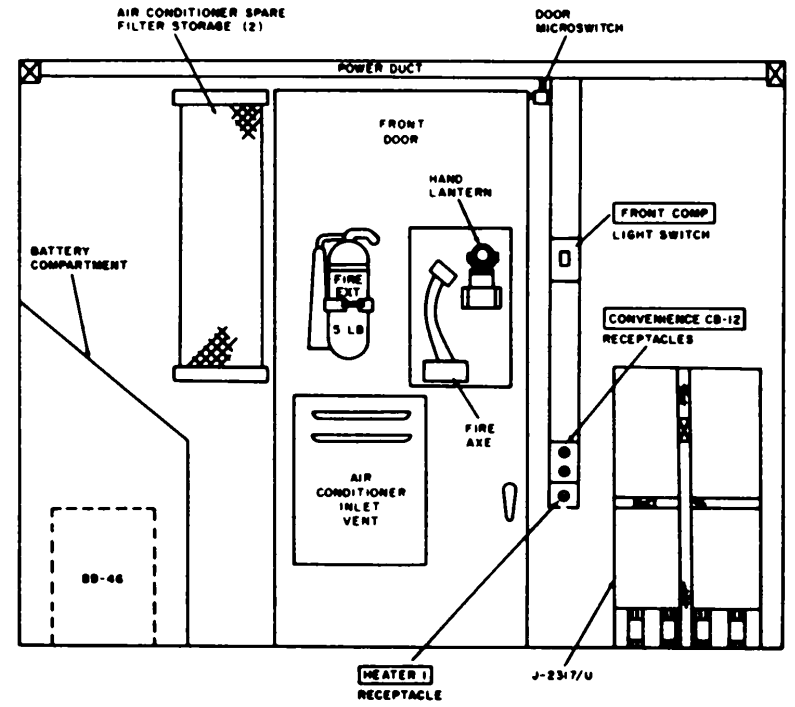 AIR CONDITIONER SPARE
FILTER STORAGE (2)
DOOR
MICROSWITCH
POWER DUCT
FRONT
DOOR
HAND
LANTERN
FRONT COMP
LIGHT SWITCH
BATTERY
COMPARTMENT
FIRE
EXT
5 LB
CONVENIENCE CB-12
RECEPTACLES
FIRE
AXE
AIR
CONDITIONER
INLET
VENT
BB-46
HEATER 1
RECEPTACLE
J-2317/U